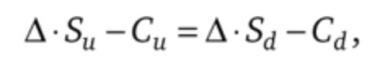 Δ · S_u − C_u = Δ · S_d − C_d,